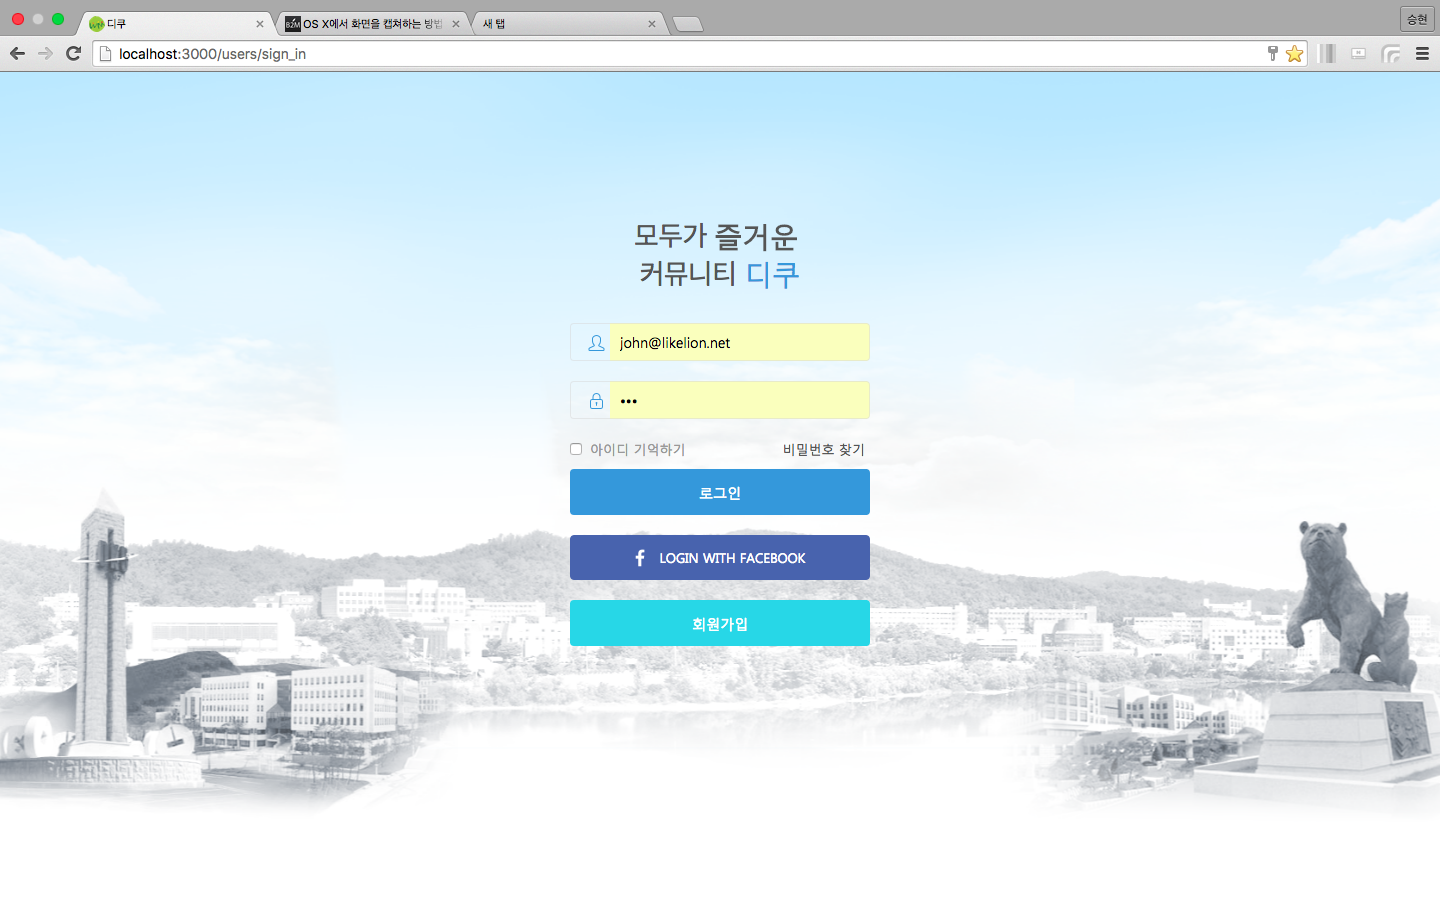 디쿠
OS X에서 화면을 캡쳐하는 방법
새 탭
승현
localhost:3000/users/sign_in
모두가 즐거운
커뮤니티 디쿠
john@likelion.net
•••
아이디 기억하기
비밀번호 찾기
로그인
f LOGIN WITH FACEBOOK
회원가입